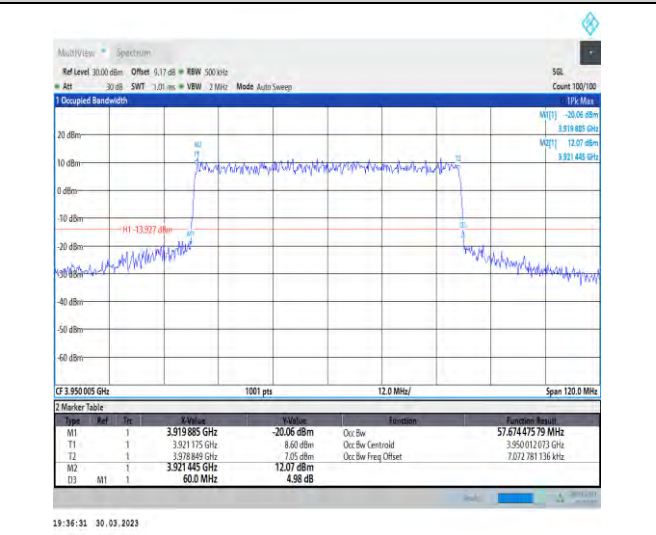 MultiView Spectrum
Ref Level 30.00 dBm Offset 9.17 dB RBW 500 kHz SGL
Att 30 dB SWT 1.01 ms VBW 2 MHz Mode Auto Sweep Count 100/100
1 Occupied Bandwidth 1Pk Max
M1[1] -20.06 dBm
3.919 885 GHz
M2[1] 12.07 dBm
3.921 445 GHz
20 dBm
M2
10 dBm
0 dBm
-10 dBm
H1 -13.927 dBm
-20 dBm
-30 dBm
-40 dBm
-50 dBm
-60 dBm
CF 3.950 005 GHz 1001 pts 12.0 MHz/ Span 120.0 MHz
2 Marker Table
Type Ref Trc X-Value Y-Value Function Function Result
M1 1 3.919 885 GHz -20.06 dBm Occ Bw 57.674 475 79 MHz
T1 1 3.921 175 GHz 8.60 dBm Occ Bw Centroid 3.950 012 073 GHz
T2 1 3.978 849 GHz 7.05 dBm Occ Bw Freq Offset 7.072 781 136 kHz
M2 1 3.921 445 GHz 12.07 dBm
D3 M1 1 60.0 MHz 4.98 dB
19:36:31 30.03.2023